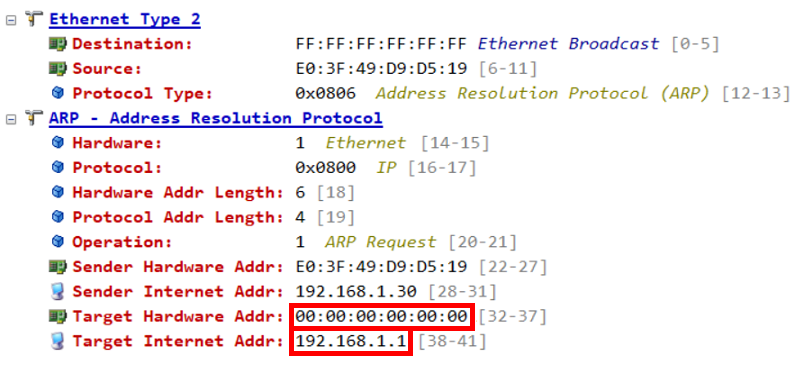 Ethernet Type 2
Destination: FF:FF:FF:FF:FF:FF Ethernet Broadcast [0-5]
Source: E0:3F:49:D9:D5:19 [6-11]
Protocol Type: 0x0806 Address Resolution Protocol (ARP) [12-13]
ARP - Address Resolution Protocol
Hardware: 1 Ethernet [14-15]
Protocol: 0x0800 IP [16-17]
Hardware Addr Length: 6 [18]
Protocol Addr Length: 4 [19]
Operation: 1 ARP Request [20-21]
Sender Hardware Addr: E0:3F:49:D9:D5:19 [22-27]
Sender Internet Addr: 192.168.1.30 [28-31]
Target Hardware Addr: 00:00:00:00:00:00 [32-37]
Target Internet Addr: 192.168.1.1 [38-41]